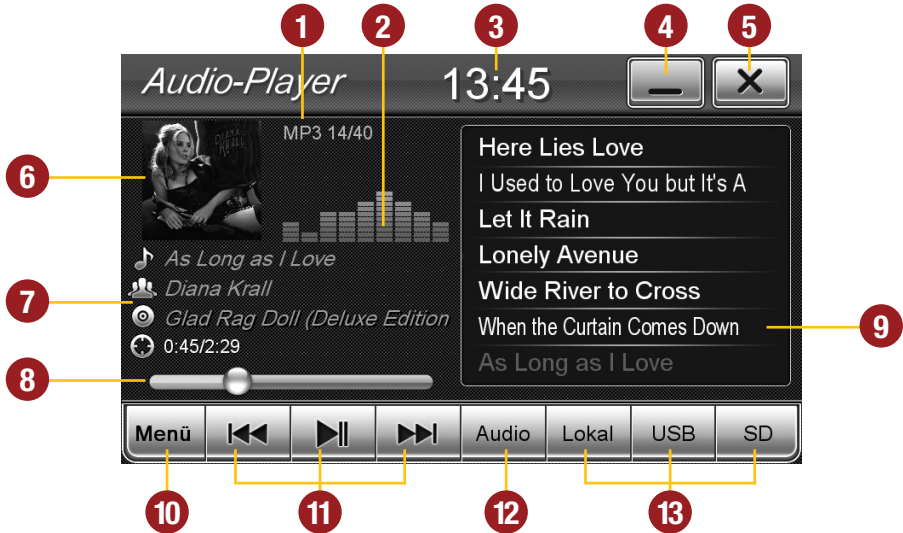 1
2
3
4
5
Audio-Player
13:45
MP3 14/40
DIANA
KRALL
6
Here Lies Love
I Used to Love You but It's A
Let It Rain
Lonely Avenue
Wide River to Cross
When the Curtain Comes Down
As Long as I Love
As Long as I Love
Diana Krall
Glad Rag Doll (Deluxe Edition
0:45/2:29
7
8
9
Menü
Audio
Lokal
USB
SD
10
11
12
13